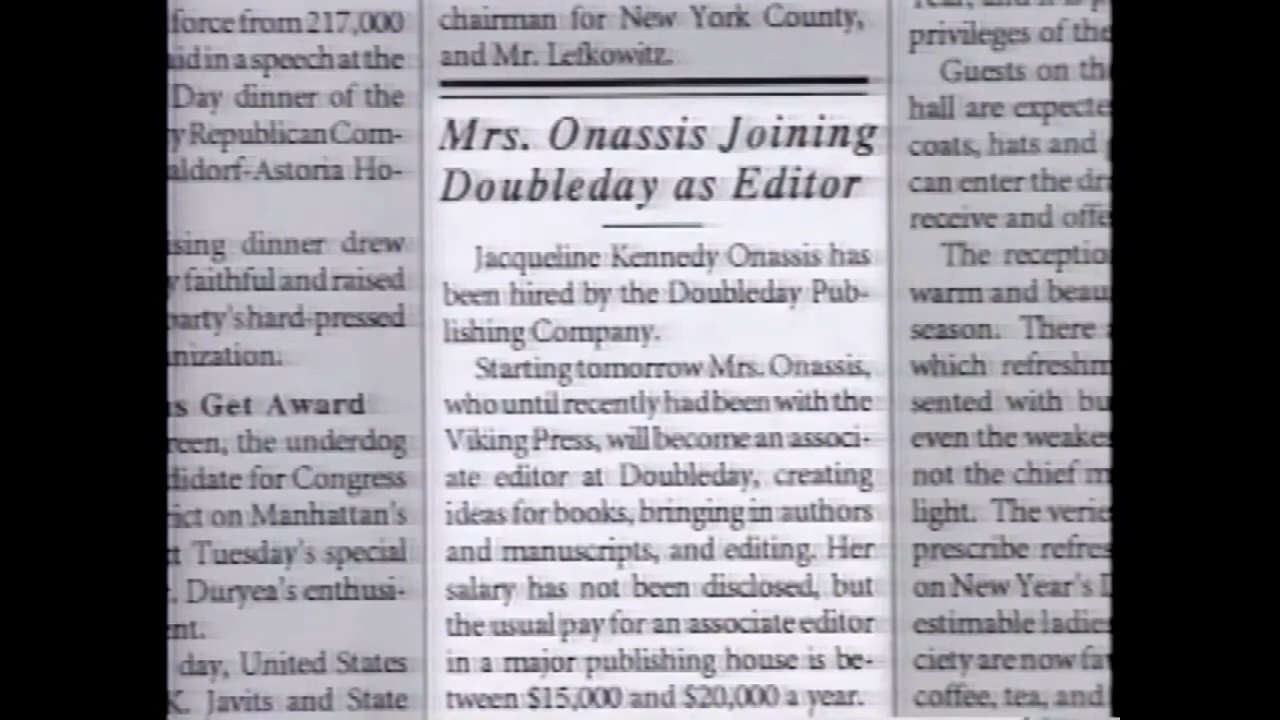 force from 217,000
aid in a speech at the
Day dinner of the
y Republican Com-
aldorf-Astoria Ho-
ising dinner drew
y faithful and raised
party's hard-pressed
nization.
s Get Award
reen, the underdog
didate for Congress
ict on Manhattan's
t Tuesday's special
. Duryea's enthusi-
ent.
day, United States
K. Javits and State
chairman for New York County,
and Mr. Lefkowitz.
Mrs. Onassis Joining
Doubleday as Editor
Jacqueline Kennedy Onassis has
been hired by the Doubleday Pub-
lishing Company.
Starting tomorrow Mrs. Onassis,
who until recently had been with the
Viking Press, will become an associ-
ate editor at Doubleday, creating
ideas for books, bringing in authors
and manuscripts, and editing. Her
salary has not been disclosed, but
the usual pay for an associate editor
in a major publishing house is be-
tween $15,000 and $20,000 a year.
privileges of the
Guests on th
hall are expecte
coats, hats and
can enter the dr
receive and offe
The receptio
warm and beau
season. There
which refreshm
sented with bu
even the weake
not the chief m
light. The verie
prescribe refres
on New Year's D
estimable ladie
ciety are now fa
coffee, tea, and